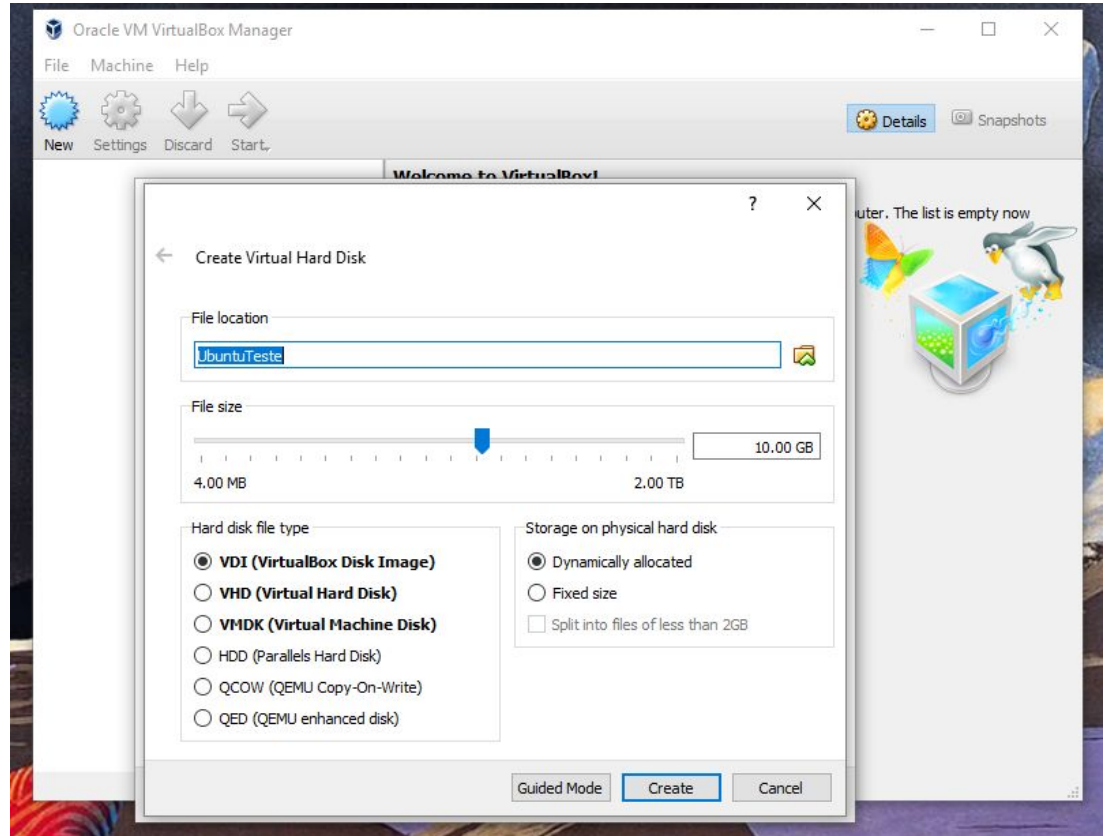 Oracle VM VirtualBox Manager
File Machine Help
New Settings Discard Start
Details Snapshots
Welcome to VirtualBox!
uter. The list is empty now
?
Create Virtual Hard Disk
File location
UbuntuTeste
File size
10.00 GB
4.00 MB 2.00 TB
Hard disk file type
VDI (VirtualBox Disk Image)
VHD (Virtual Hard Disk)
VMDK (Virtual Machine Disk)
HDD (Parallels Hard Disk)
QCOW (QEMU Copy-On-Write)
QED (QEMU enhanced disk)
Storage on physical hard disk
Dynamically allocated
Fixed size
Split into files of less than 2GB
Guided Mode Create Cancel